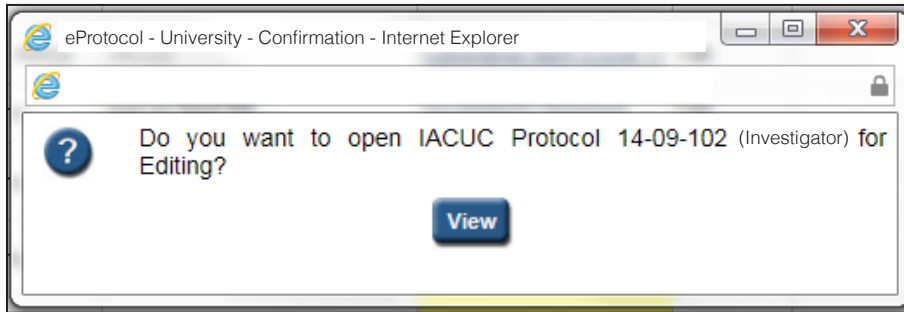 eProtocol - University - Confirmation - Internet Explorer
Do you want to open IACUC Protocol 14-09-102 (Investigator) for
Editing?
View